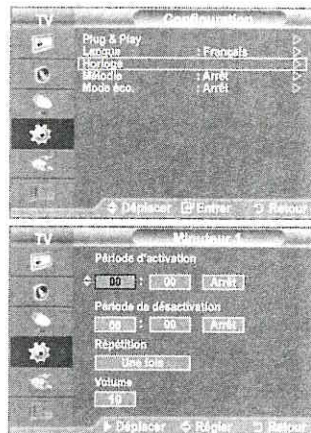 TV Configuration
Plug & Play
Langue : Français
Horloge
Mélodie : Arrêt
Mode éco. : Arrêt
Déplacer Entrer Retour
TV Minuteur 1
Période d'activation
00 : 00 Arrêt
Période de désactivation
00 : 00 Arrêt
Répétition
Une fois
Volume
10
Déplacer Régler Retour